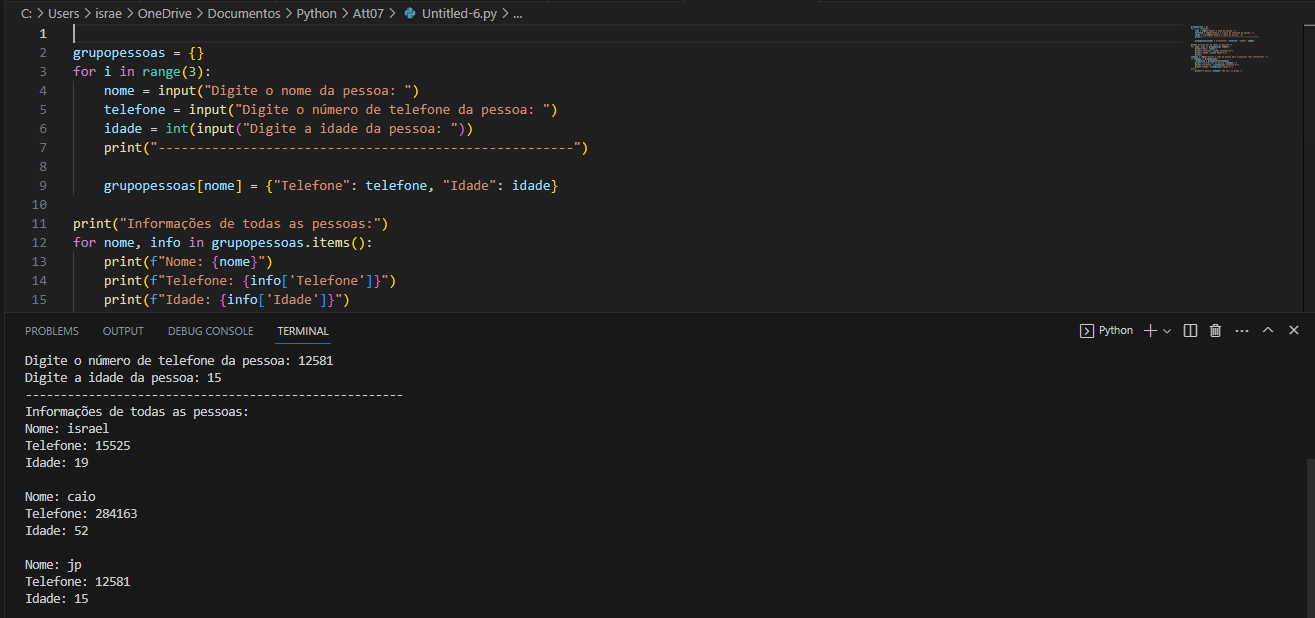 C: > Users > israe > OneDrive > Documentos > Python > Att07 > Untitled-6.py > ...
1
2 grupopessoas = {}
3 for i in range(3):
4     nome = input("Digite o nome da pessoa: ")
5     telefone = input("Digite o número de telefone da pessoa: ")
6     idade = int(input("Digite a idade da pessoa: "))
7     print("------------------------------------------------------")
8
9     grupopessoas[nome] = {"Telefone": telefone, "Idade": idade}
10
11 print("Informações de todas as pessoas:")
12 for nome, info in grupopessoas.items():
13     print(f"Nome: {nome}")
14     print(f"Telefone: {info['Telefone']}")
15     print(f"Idade: {info['Idade']}")
PROBLEMS OUTPUT DEBUG CONSOLE TERMINAL Python
Digite o número de telefone da pessoa: 12581
Digite a idade da pessoa: 15
------------------------------------------------------
Informações de todas as pessoas:
Nome: israel
Telefone: 15525
Idade: 19
Nome: caio
Telefone: 284163
Idade: 52
Nome: jp
Telefone: 12581
Idade: 15